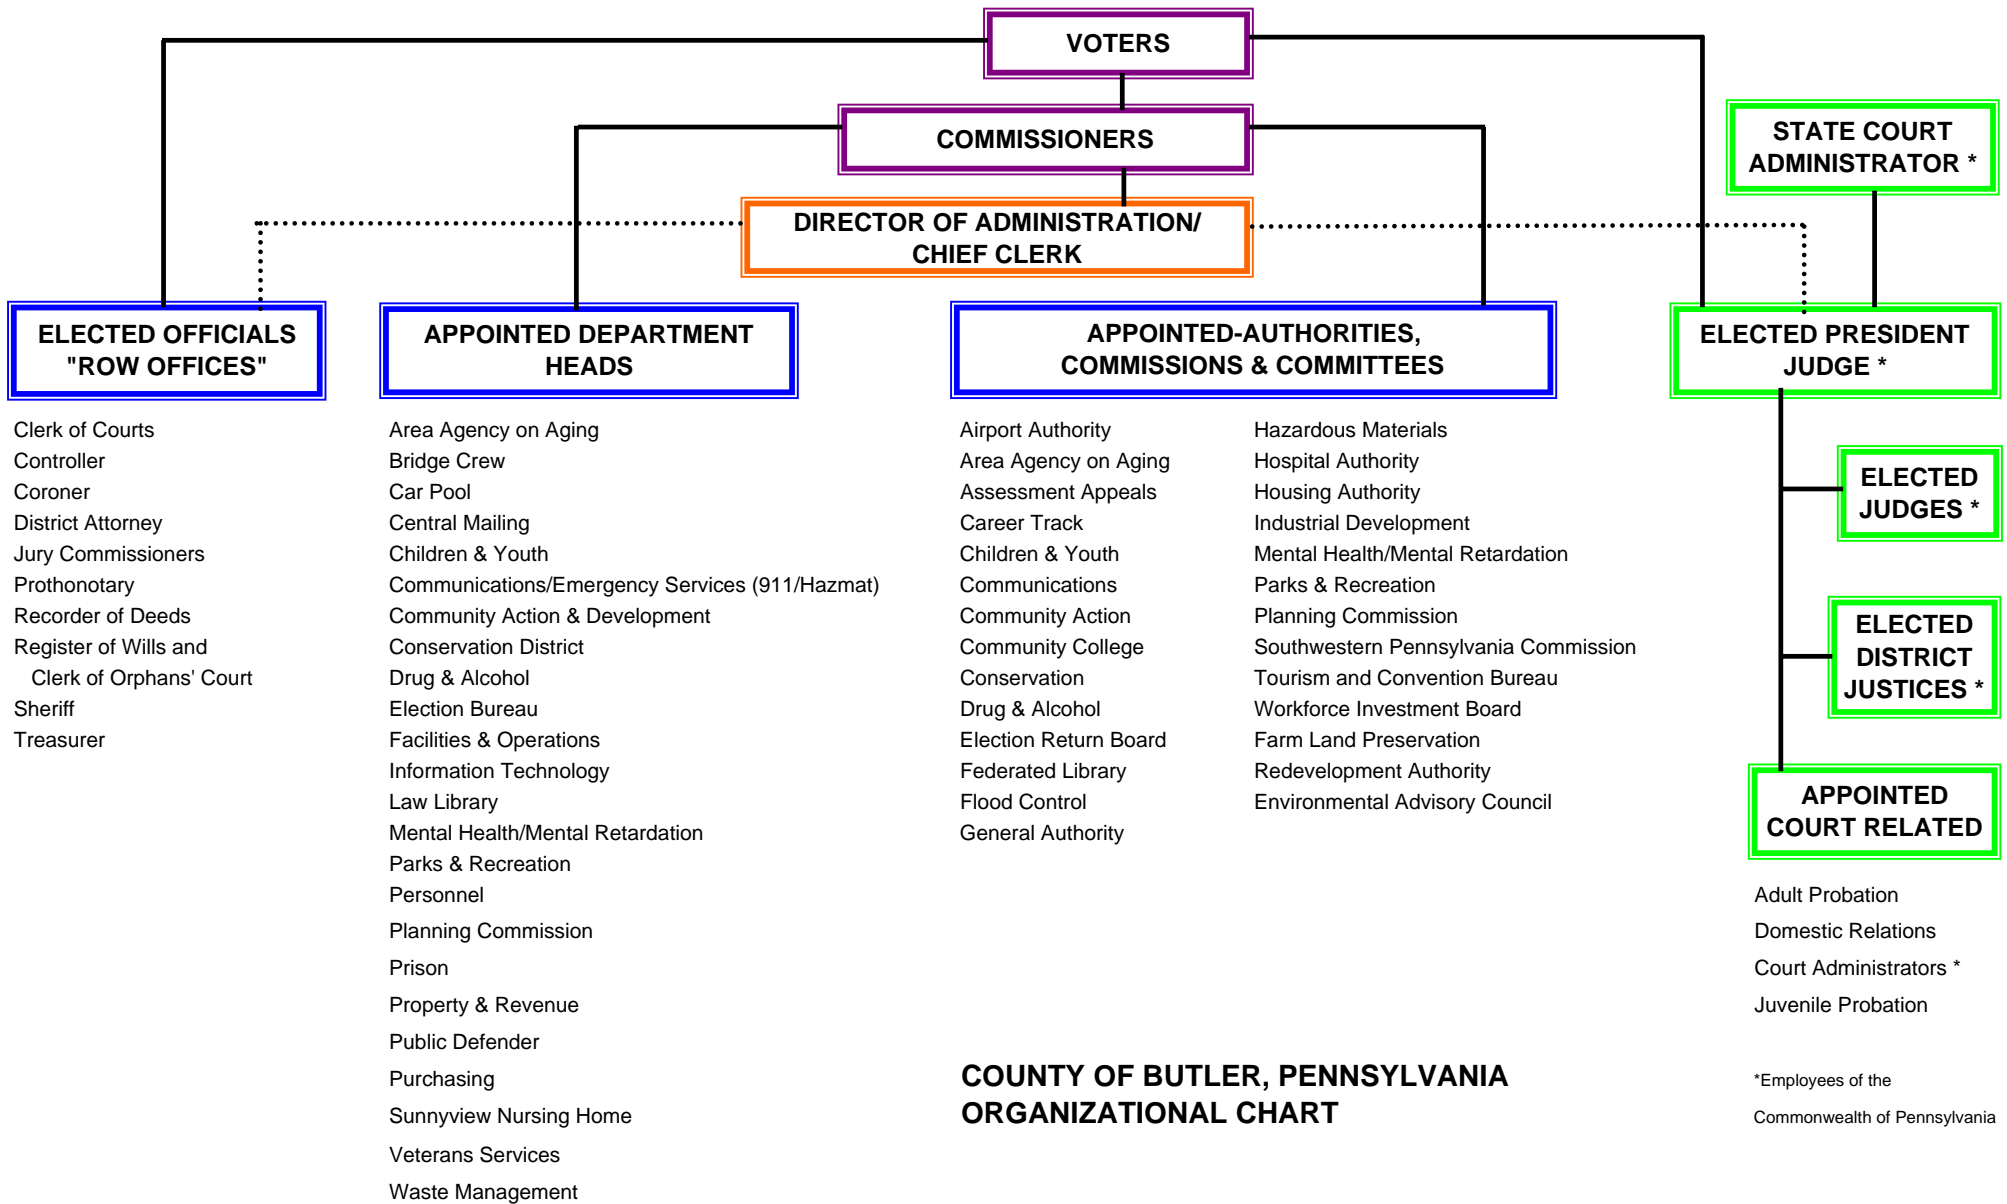 VOTERS
COMMISSIONERS
STATE COURT
ADMINISTRATOR *
DIRECTOR OF ADMINISTRATION/
CHIEF CLERK
ELECTED OFFICIALS
"ROW OFFICES"
Clerk of Courts
Controller
Coroner
District Attorney
Jury Commissioners
Prothonotary
Recorder of Deeds
Register of Wills and
Clerk of Orphans' Court
Sheriff
Treasurer
APPOINTED DEPARTMENT
HEADS
Area Agency on Aging
Bridge Crew
Car Pool
Central Mailing
Children & Youth
Communications/Emergency Services (911/Hazmat)
Community Action & Development
Conservation District
Drug & Alcohol
Election Bureau
Facilities & Operations
Information Technology
Law Library
Mental Health/Mental Retardation
Parks & Recreation
Personnel
Planning Commission
Prison
Property & Revenue
Public Defender
Purchasing
Sunnyview Nursing Home
Veterans Services
Waste Management
APPOINTED-AUTHORITIES,
COMMISSIONS & COMMITTEES
Airport Authority
Area Agency on Aging
Assessment Appeals
Career Track
Children & Youth
Communications
Community Action
Community College
Conservation
Drug & Alcohol
Election Return Board
Federated Library
Flood Control
General Authority
Hazardous Materials
Hospital Authority
Housing Authority
Industrial Development
Mental Health/Mental Retardation
Parks & Recreation
Planning Commission
Southwestern Pennsylvania Commission
Tourism and Convention Bureau
Workforce Investment Board
Farm Land Preservation
Redevelopment Authority
Environmental Advisory Council
ELECTED PRESIDENT
JUDGE *
ELECTED
JUDGES *
ELECTED
DISTRICT
JUSTICES *
APPOINTED
COURT RELATED
Adult Probation
Domestic Relations
Court Administrators *
Juvenile Probation
COUNTY OF BUTLER, PENNSYLVANIA
ORGANIZATIONAL CHART
*Employees of the
Commonwealth of Pennsylvania